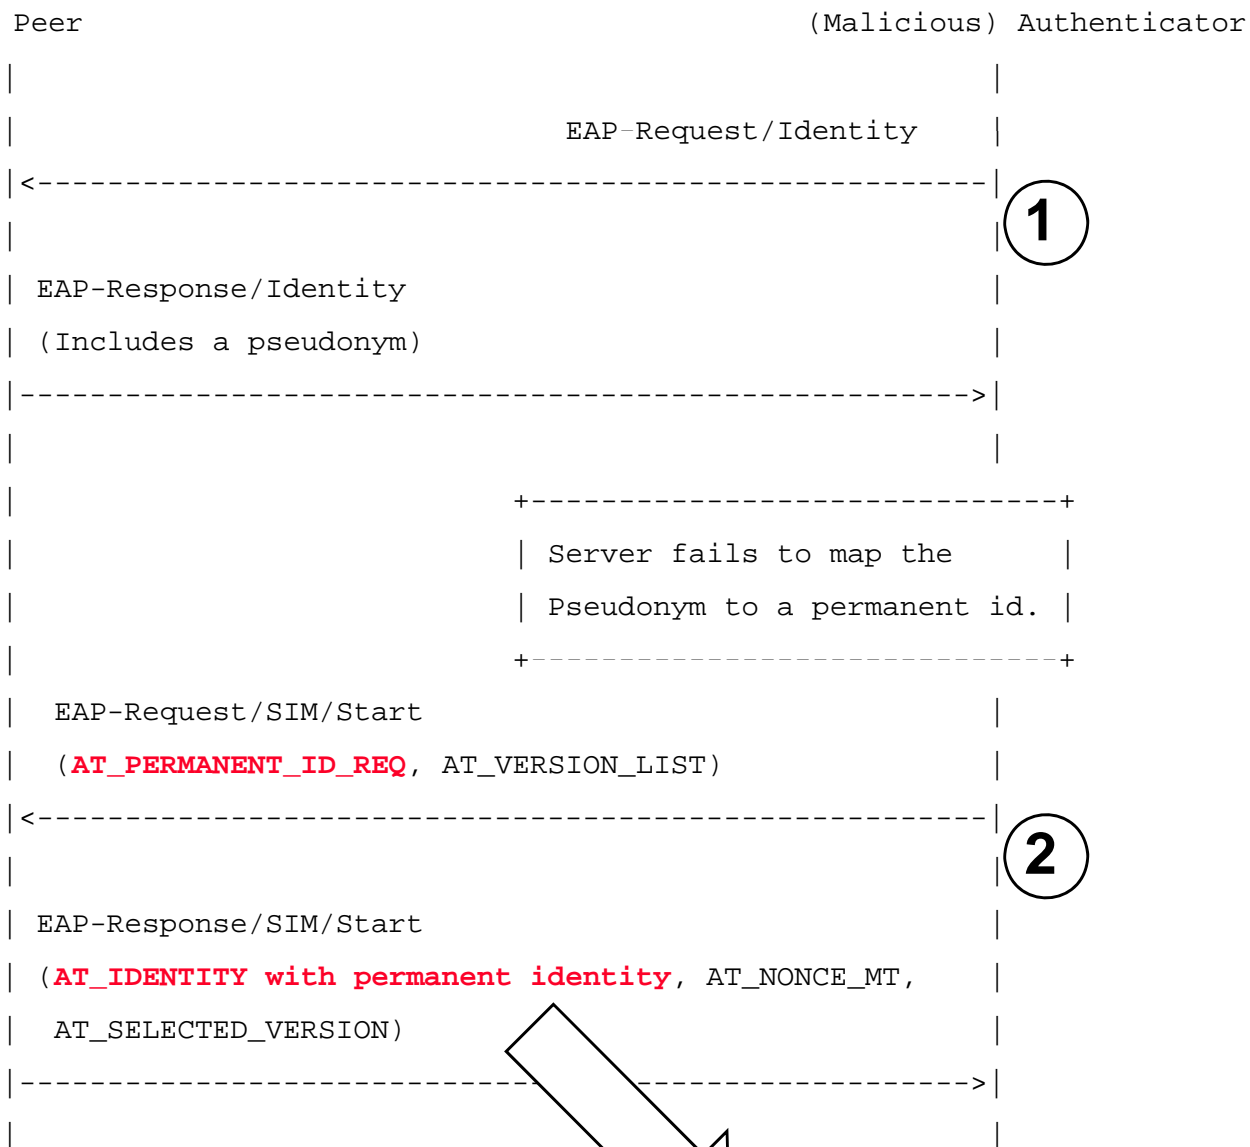 Peer (Malicious) Authenticator
EAP-Request/Identity
1
EAP-Response/Identity
(Includes a pseudonym)
Server fails to map the
Pseudonym to a permanent id.
EAP-Request/SIM/Start
(AT_PERMANENT_ID_REQ, AT_VERSION_LIST)
2
EAP-Response/SIM/Start
(AT_IDENTITY with permanent identity, AT_NONCE_MT,
AT_SELECTED_VERSION)